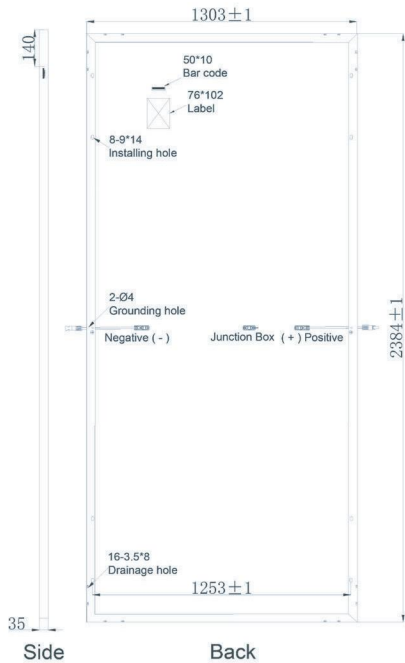 1303±1
140
50*10
Bar code
76*102
Label
8-9*14
Installing hole
2-Ø4
Grounding hole
Negative ( - )
Junction Box
( + ) Positive
2384±1
16-3.5*8
Drainage hole
1253±1
35
Side
Back